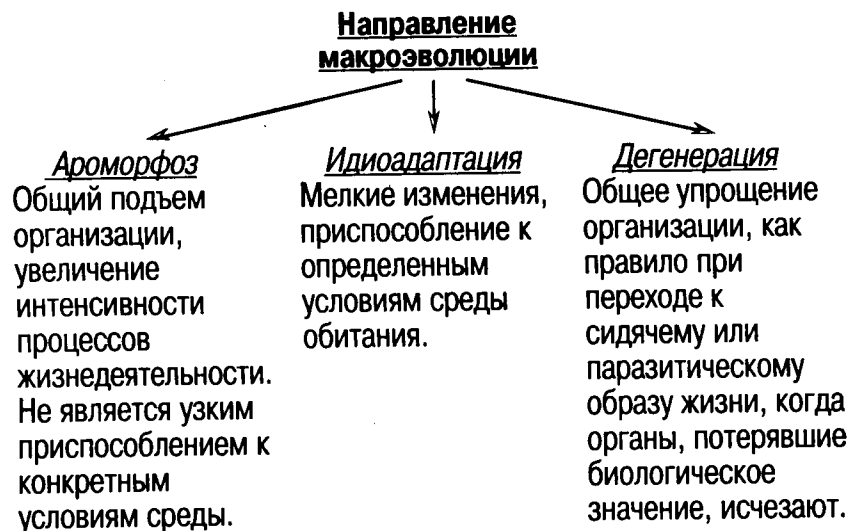 Направление
макроэволюции
Ароморфоз
Общий подъем
организации,
увеличение
интенсивности
процессов
жизнедеятельности.
Не является узким
приспособлением к
конкретным
условиям среды.
Идиоадаптация
Мелкие изменения,
приспособление к
определенным
условиям среды
обитания.
Дегенерация
Общее упрощение
организации, как
правило при
переходе к
сидячему или
паразитическому
образу жизни, когда
органы, потерявшие
биологическое
значение, исчезают.